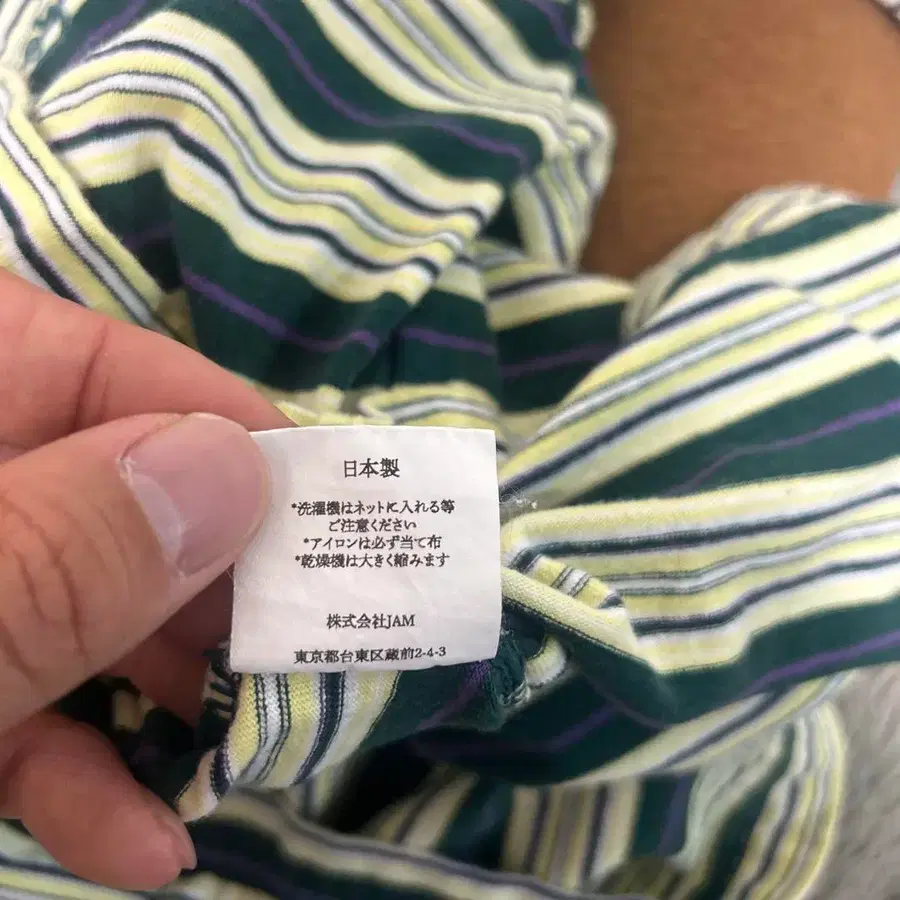 日本製
*洗濯機はネットに入れる等
ご注意ください
*アイロンは必ず当て布
*乾燥機は大きく縮みます
株式会社JAM
東京都台東区蔵前2-4-3